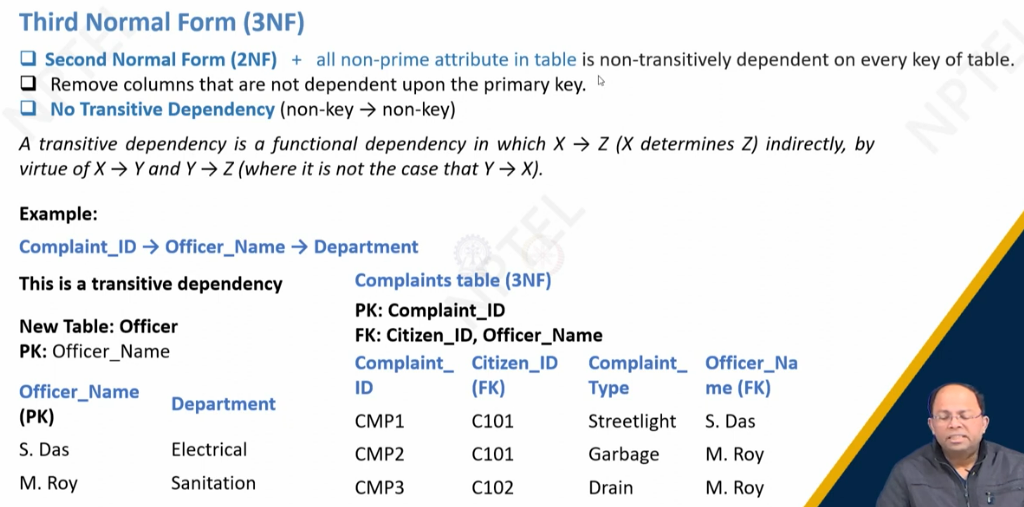 Third Normal Form (3NF)
Second Normal Form (2NF) + all non-prime attribute in table is non-transitively dependent on every key of table.
Remove columns that are not dependent upon the primary key.
No Transitive Dependency (non-key → non-key)
A transitive dependency is a functional dependency in which X → Z (X determines Z) indirectly, by
virtue of X → Y and Y → Z (where it is not the case that Y → X).
Example:
Complaint_ID → Officer_Name → Department
This is a transitive dependency
New Table: Officer
PK: Officer_Name
Officer_Name
(PK)
Department
S. Das Electrical
M. Roy Sanitation
Complaints table (3NF)
PK: Complaint_ID
FK: Citizen_ID, Officer_Name
Complaint_ Citizen_ID Complaint_ Officer_Na
ID (FK) Type me (FK)
CMP1 C101 Streetlight S. Das
CMP2 C101 Garbage M. Roy
CMP3 C102 Drain M. Roy
NPTEL
NPTEL
NPTEL